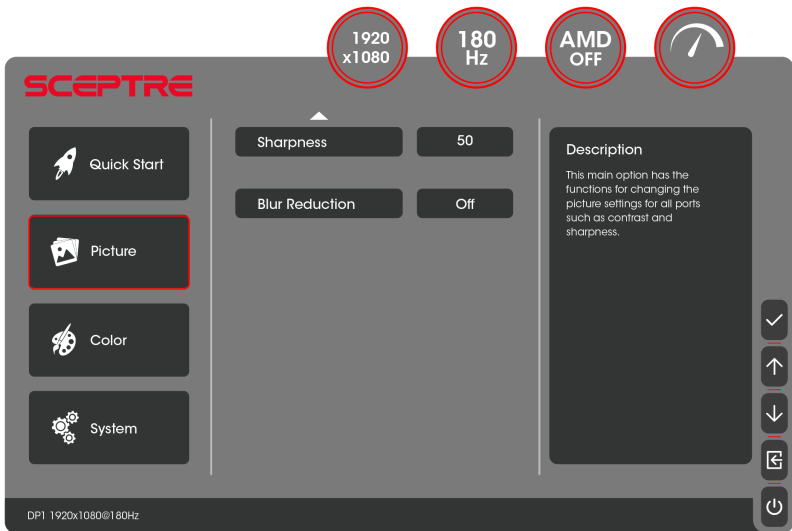 1920
x1080
180
Hz
AMD
OFF
SCEPTRE
Quick Start
Picture
Color
System
Sharpness 50
Blur Reduction Off
Description
This main option has the
functions for changing the
picture settings for all ports
such as contrast and
sharpness.
DP1 1920x1080@180Hz